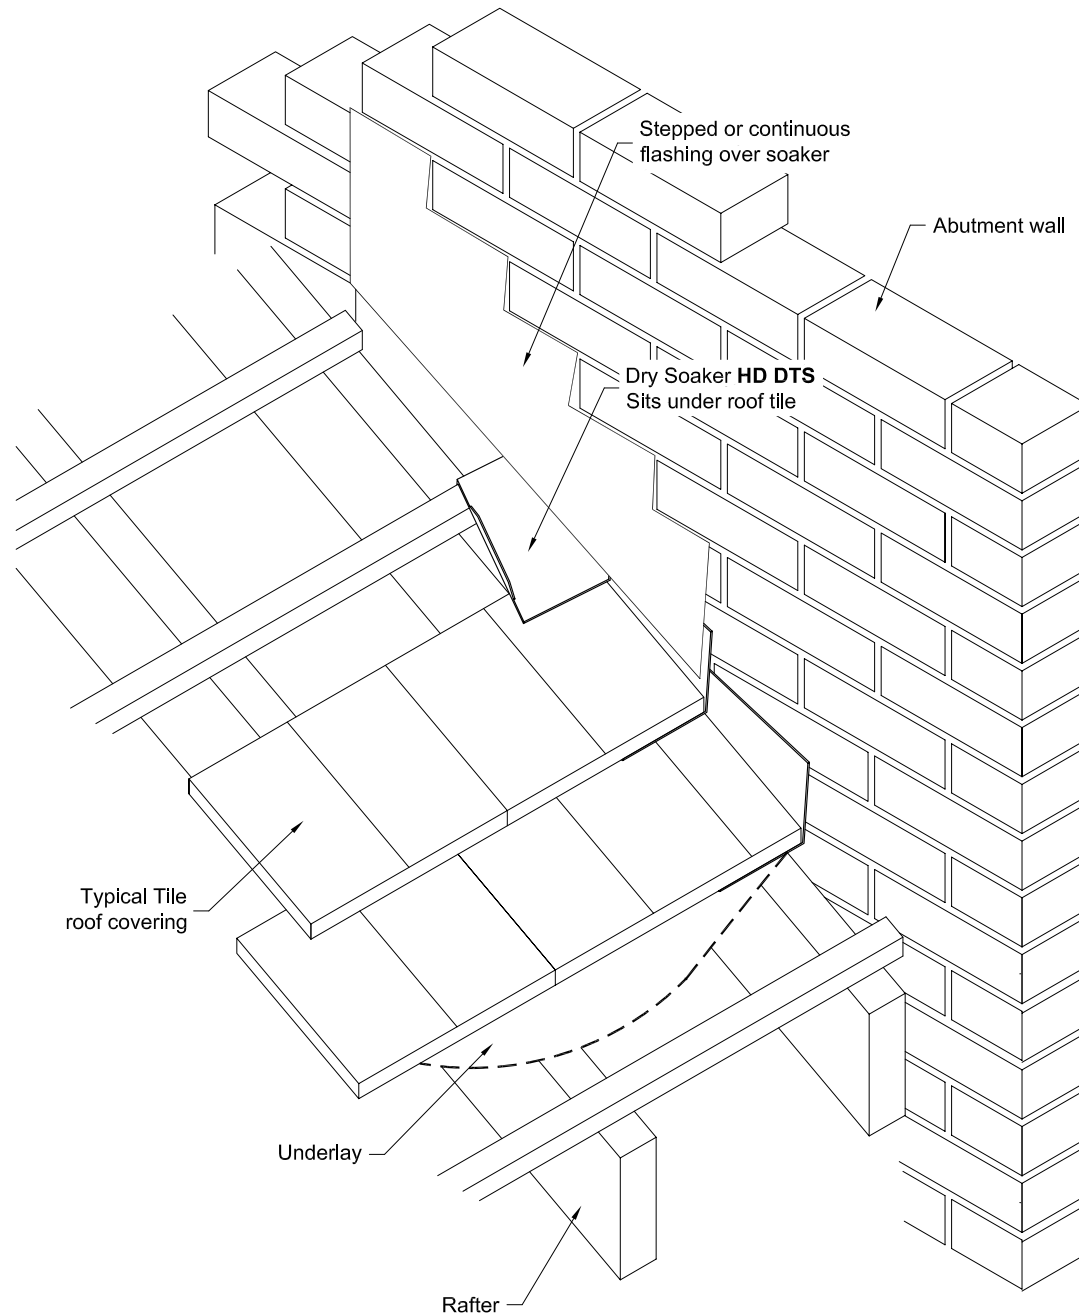 Stepped or continuous
flashing over soaker
Abutment wall
Dry Soaker HD DTS
Sits under roof tile
Typical Tile
roof covering
Underlay
Rafter